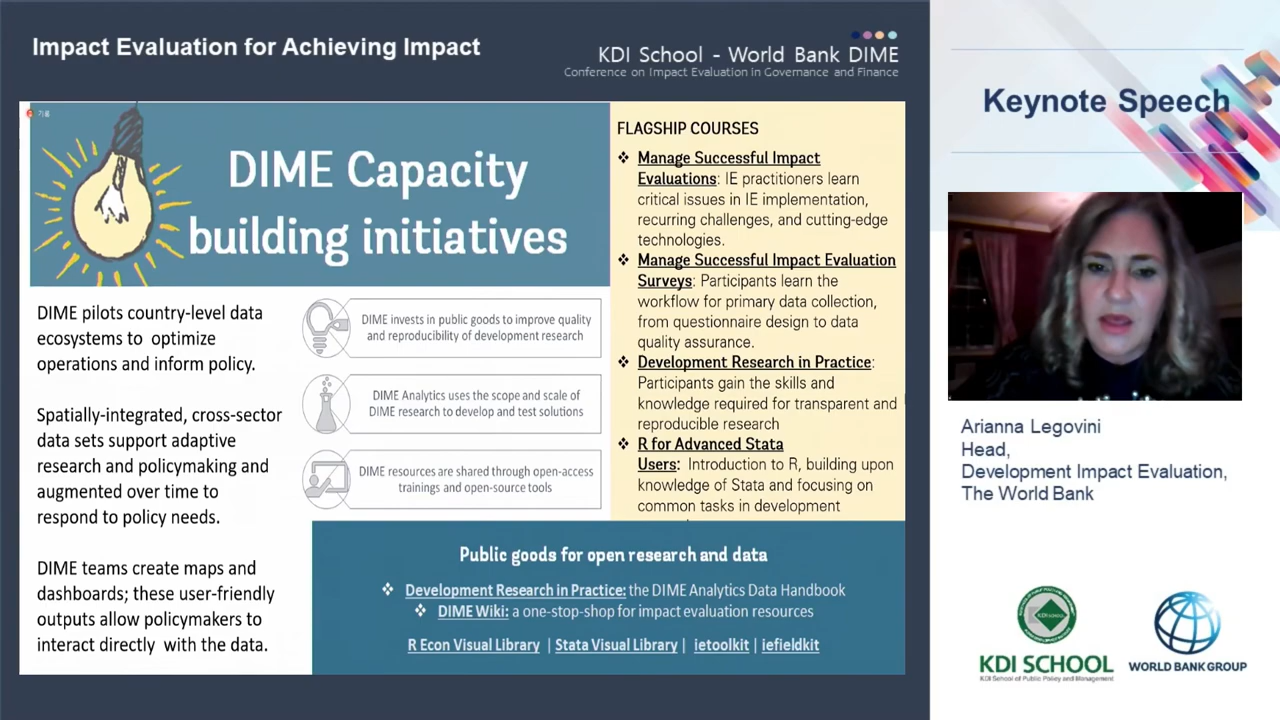 Impact Evaluation for Achieving Impact
KDI School - World Bank DIME
Conference on Impact Evaluation in Governance and Finance
DIME Capacity
building initiatives
DIME pilots country-level data
ecosystems to optimize
operations and inform policy.
Spatially-integrated, cross-sector
data sets support adaptive
research and policymaking and
augmented over time to
respond to policy needs.
DIME teams create maps and
dashboards; these user-friendly
outputs allow policymakers to
interact directly with the data.
DIME invests in public goods to improve quality
and reproducibility of development research
DIME Analytics uses the scope and scale of
DIME research to develop and test solutions
DIME resources are shared through open-access
trainings and open-source tools
FLAGSHIP COURSES
❖ Manage Successful Impact
Evaluations: IE practitioners learn
critical issues in IE implementation,
recurring challenges, and cutting-edge
technologies.
❖ Manage Successful Impact Evaluation
Surveys: Participants learn the
workflow for primary data collection,
from questionnaire design to data
quality assurance.
❖ Development Research in Practice:
Participants gain the skills and
knowledge required for transparent and
reproducible research
❖ R for Advanced Stata
Users: Introduction to R, building upon
knowledge of Stata and focusing on
common tasks in development
Public goods for open research and data
❖ Development Research in Practice: the DIME Analytics Data Handbook
❖ DIME Wiki: a one-stop-shop for impact evaluation resources
R Econ Visual Library | Stata Visual Library | ietoolkit | iefieldkit
Keynote Speech
Arianna Legovini
Head,
Development Impact Evaluation,
The World Bank
KDI SCHOOL
KDI School of Public Policy and Management
WORLD BANK GROUP